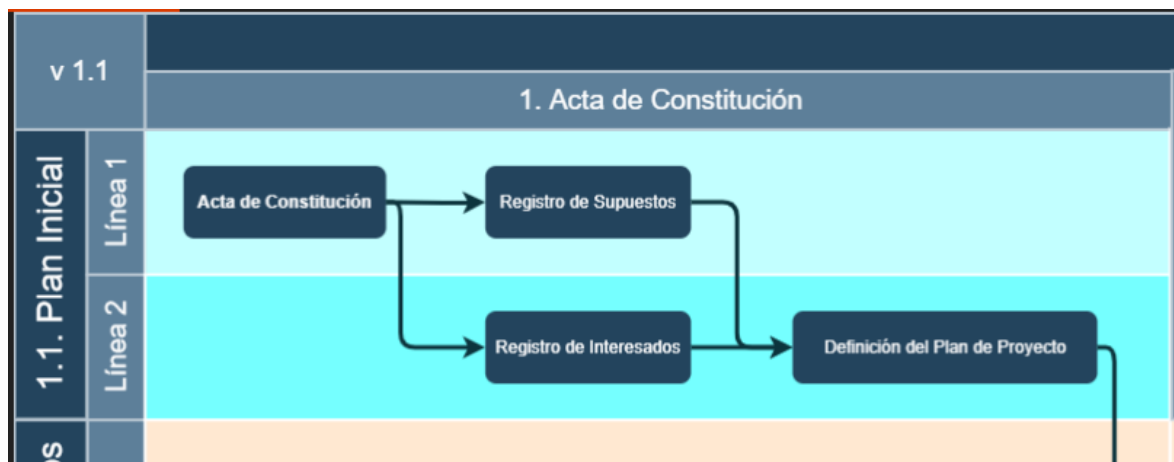 v 1.1
1. Acta de Constitución
1.1. Plan Inicial
Línea 1
Acta de Constitución
Registro de Supuestos
Línea 2
Registro de Interesados
Definición del Plan de Proyecto
os